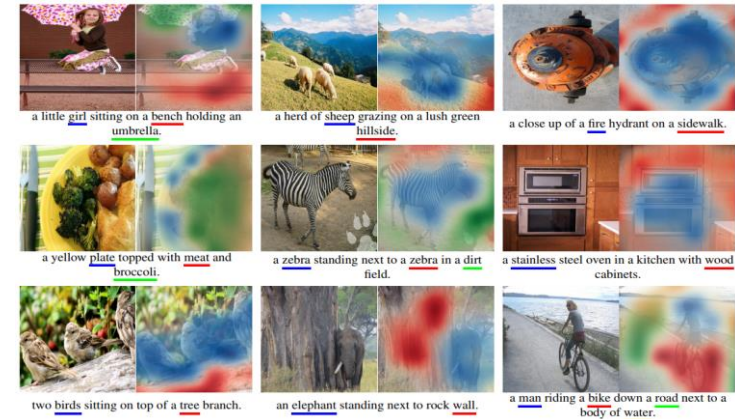 a little girl sitting on a bench holding an
umbrella.
a herd of sheep grazing on a lush green
hillside.
a close up of a fire hydrant on a sidewalk.
a yellow plate topped with meat and
broccoli.
a zebra standing next to a zebra in a dirt
field.
a stainless steel oven in a kitchen with wood
cabinets.
two birds sitting on top of a tree branch.
an elephant standing next to rock wall.
a man riding a bike down a road next to a
body of water.